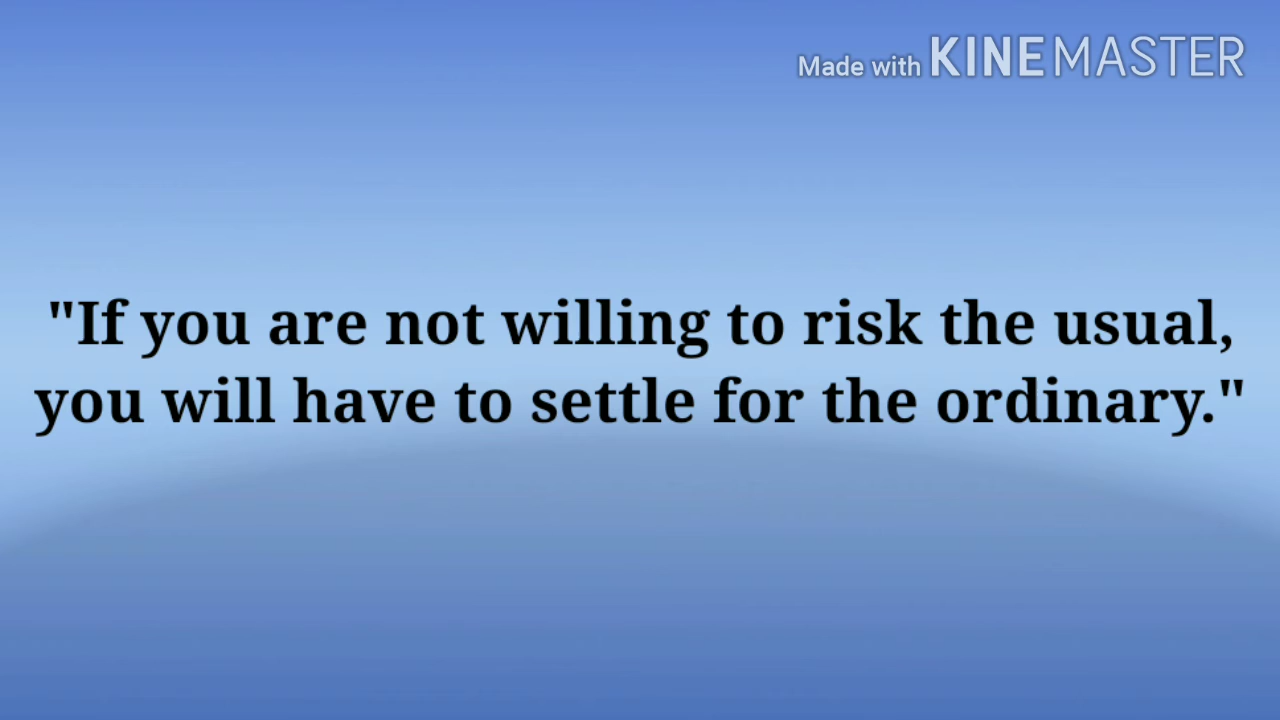 Made with KINEMASTER
"If you are not willing to risk the usual,
you will have to settle for the ordinary."